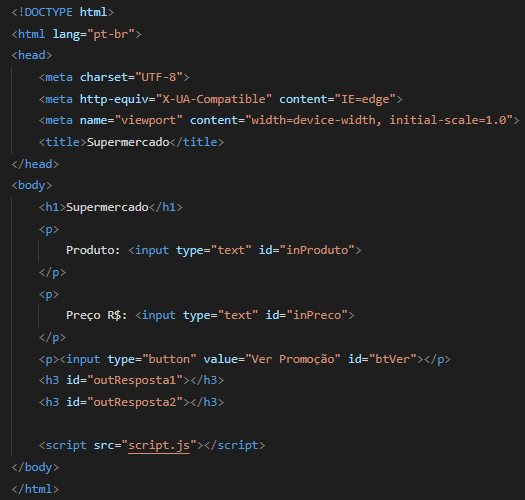 <!DOCTYPE html>
<html lang="pt-br">
<head>
    <meta charset="UTF-8">
    <meta http-equiv="X-UA-Compatible" content="IE=edge">
    <meta name="viewport" content="width=device-width, initial-scale=1.0">
    <title>Supermercado</title>
</head>
<body>
    <h1>Supermercado</h1>
    <p>
        Produto: <input type="text" id="inProduto">
    </p>
    <p>
        Preço R$: <input type="text" id="inPreco">
    </p>
    <p><input type="button" value="Ver Promoção" id="btVer"></p>
    <h3 id="outResposta1"></h3>
    <h3 id="outResposta2"></h3>

    <script src="script.js"></script>
</body>
</html>